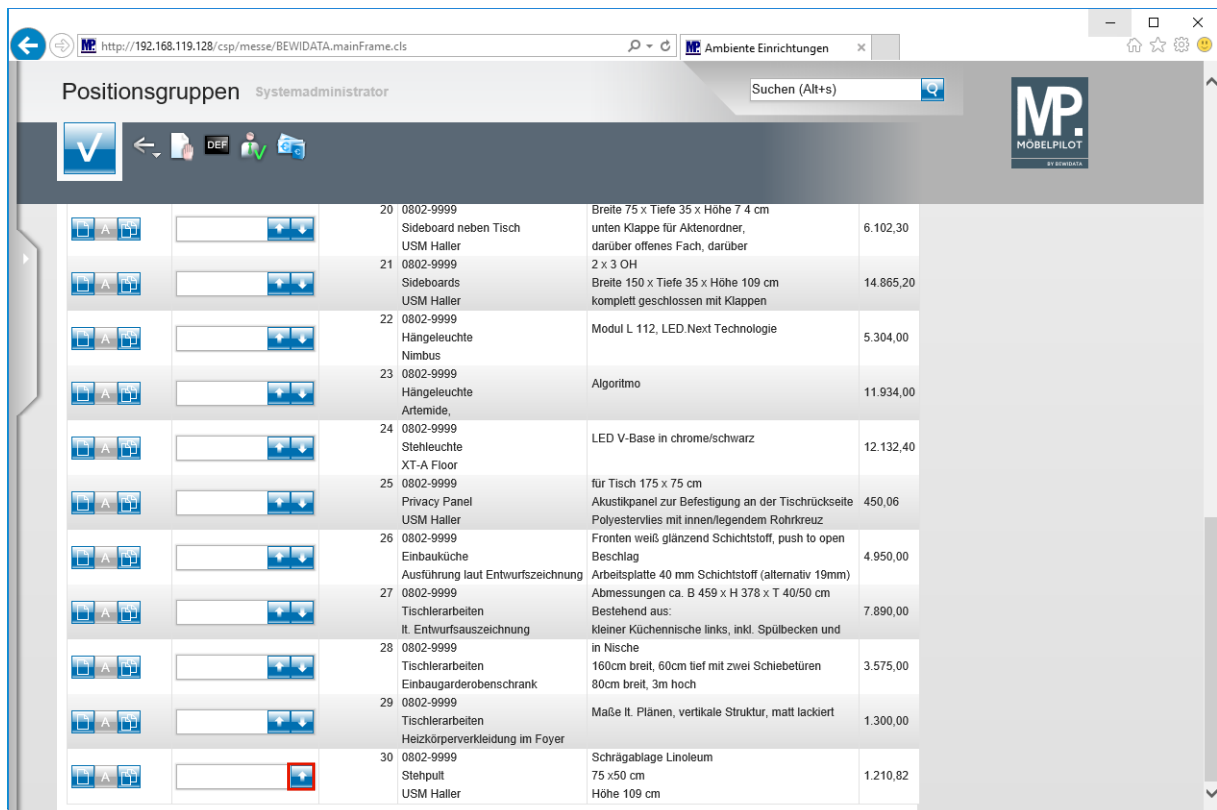 http://192.168.119.128/csp/messe/BEWIDATA.mainFrame.cls
MP. Ambiente Einrichtungen
Positionsgruppen Systemadministrator
Suchen (Alt+s)
MP.
MÖBELPILOT
BY BEWIDATA
DEF
20 0802-9999
Sideboard neben Tisch
USM Haller
Breite 75 x Tiefe 35 x Höhe 7 4 cm
unten Klappe für Aktenordner,
darüber offenes Fach, darüber
6.102,30
A
21 0802-9999
Sideboards
USM Haller
2 x 3 OH
Breite 150 x Tiefe 35 x Höhe 109 cm
komplett geschlossen mit Klappen
14.865,20
A
22 0802-9999
Hängeleuchte
Nimbus
Modul L 112, LED.Next Technologie
5.304,00
A
23 0802-9999
Hängeleuchte
Artemide,
Algoritmo
11.934,00
A
24 0802-9999
Stehleuchte
XT-A Floor
LED V-Base in chrome/schwarz
12.132,40
A
25 0802-9999
Privacy Panel
USM Haller
für Tisch 175 x 75 cm
Akustikpanel zur Befestigung an der Tischrückseite
Polyestervlies mit innen/legendem Rohrkreuz
450,06
A
26 0802-9999
Einbauküche
Ausführung laut Entwurfszeichnung
Fronten weiß glänzend Schichtstoff, push to open
Beschlag
Arbeitsplatte 40 mm Schichtstoff (alternativ 19mm)
4.950,00
A
27 0802-9999
Tischlerarbeiten
lt. Entwurfsauszeichnung
Abmessungen ca. B 459 x H 378 x T 40/50 cm
Bestehend aus:
kleiner Küchennische links, inkl. Spülbecken und
7.890,00
A
28 0802-9999
Tischlerarbeiten
Einbaugarderobenschrank
in Nische
160cm breit, 60cm tief mit zwei Schiebetüren
80cm breit, 3m hoch
3.575,00
A
29 0802-9999
Tischlerarbeiten
Heizkörperverkleidung im Foyer
Maße lt. Plänen, vertikale Struktur, matt lackiert
1.300,00
A
30 0802-9999
Stehpult
USM Haller
Schrägablage Linoleum
75 x50 cm
Höhe 109 cm
1.210,82
A